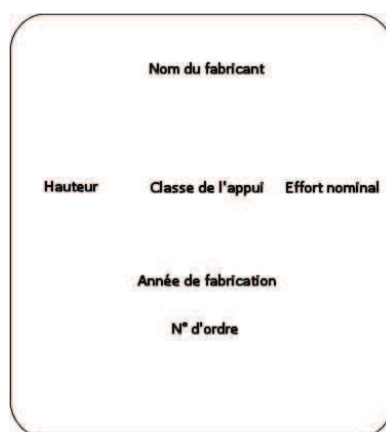 Nom du fabricant
Hauteur Classe de l'appui Effort nominal
Année de fabrication
N° d'ordre